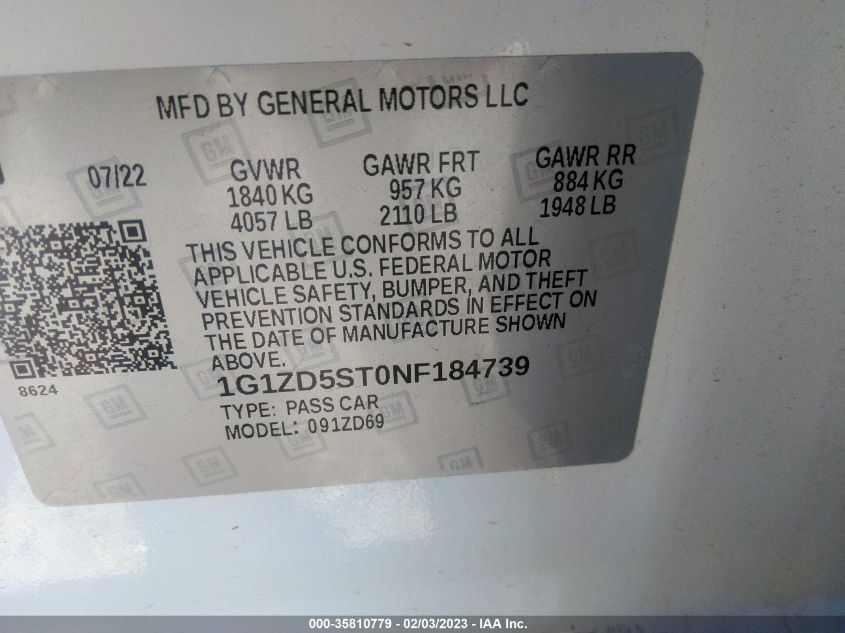 MFD BY GENERAL MOTORS LLC
07/22 GVWR GAWR FRT GAWR RR
1840 KG 957 KG 884 KG
4057 LB 2110 LB 1948 LB
THIS VEHICLE CONFORMS TO ALL
APPLICABLE U.S. FEDERAL MOTOR
VEHICLE SAFETY, BUMPER, AND THEFT
PREVENTION STANDARDS IN EFFECT ON
THE DATE OF MANUFACTURE SHOWN
ABOVE.
8624
1G1ZD5ST0NF184739
TYPE: PASS CAR
MODEL: 091ZD69
GM
000-35810779 - 02/03/2023 - IAA Inc.